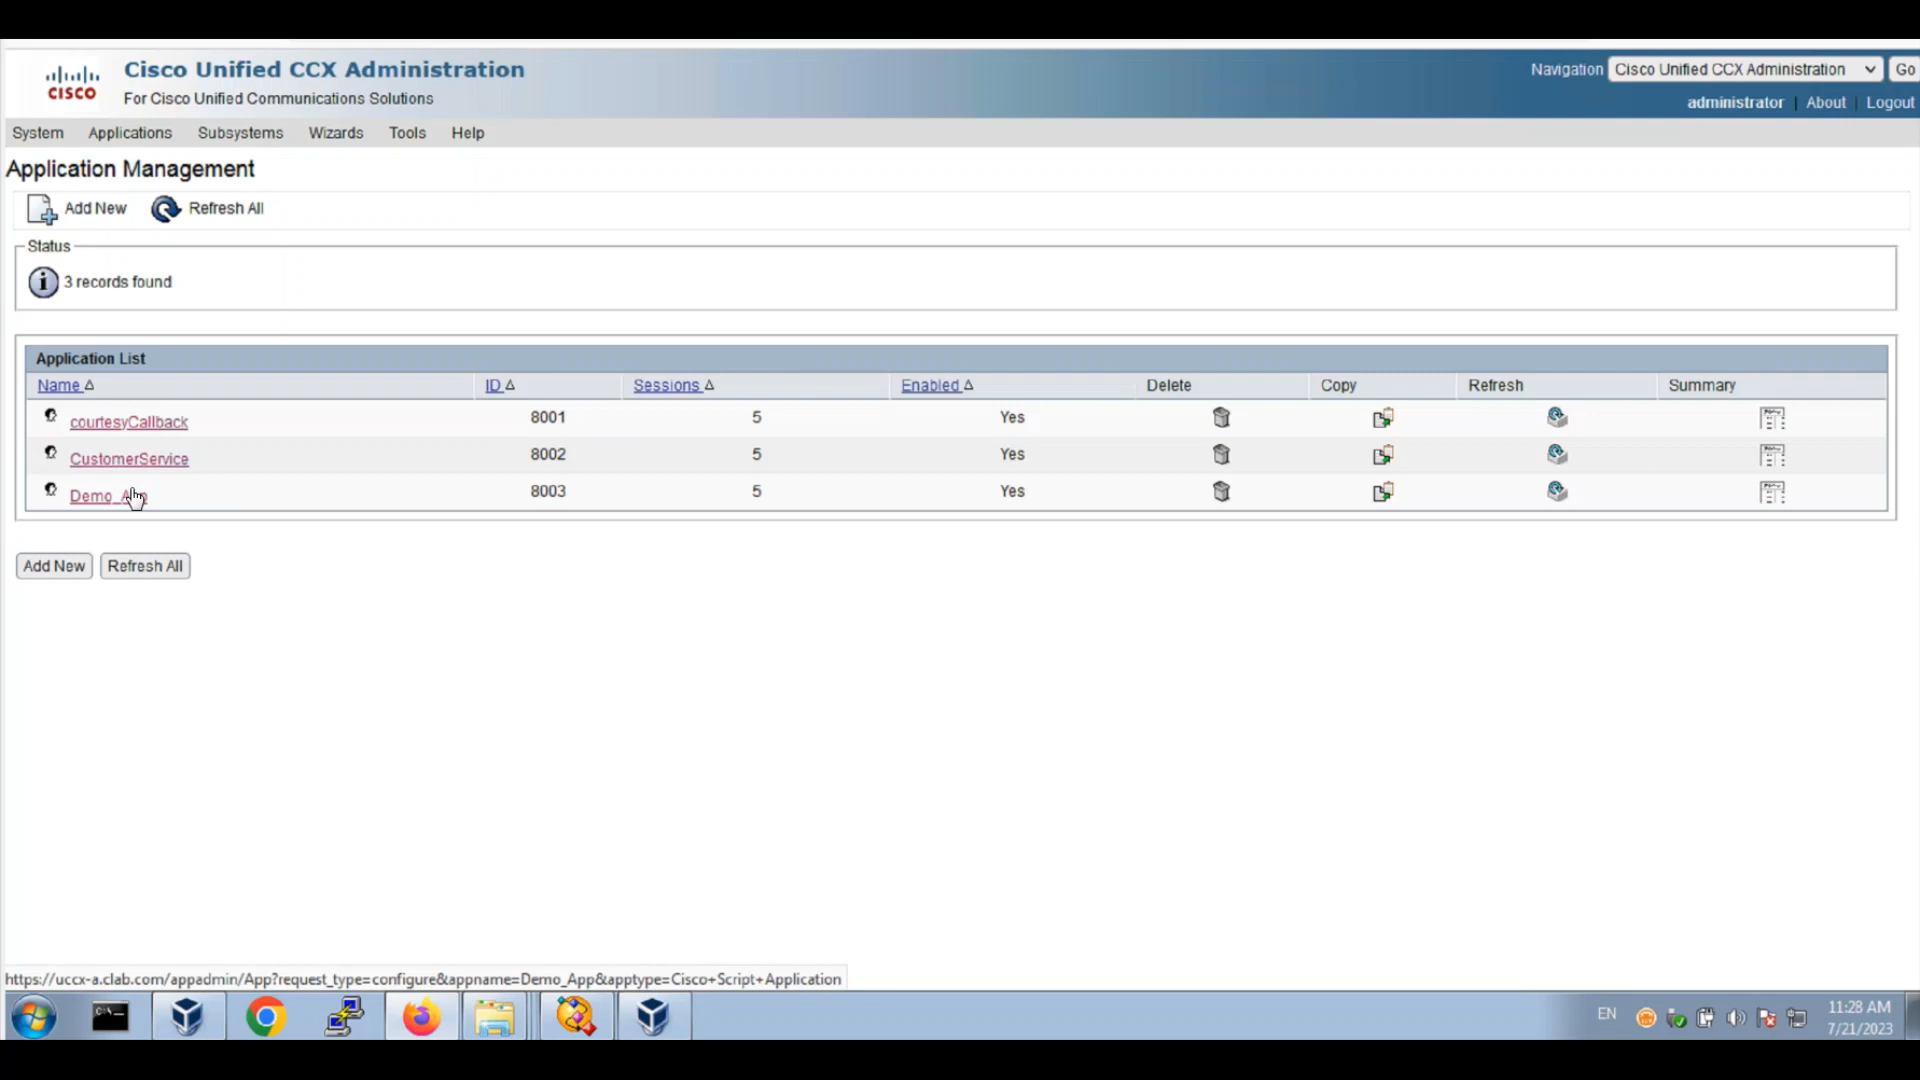 Cisco Unified CCX Administration
For Cisco Unified Communications Solutions
CISCO
Navigation Cisco Unified CCX Administration Go
administrator | About | Logout
System Applications Subsystems Wizards Tools Help
Application Management
Add New Refresh All
Status
3 records found
Application List
Name ID Sessions Enabled Delete Copy Refresh Summary
courtesyCallback 8001 5 Yes
CustomerService 8002 5 Yes
Demo_App 8003 5 Yes
Add New Refresh All
https://uccx-a.clab.com/appadmin/App?request_type=configure&appname=Demo_App&apptype=Cisco+Script+Application
EN
11:28 AM
7/21/2023